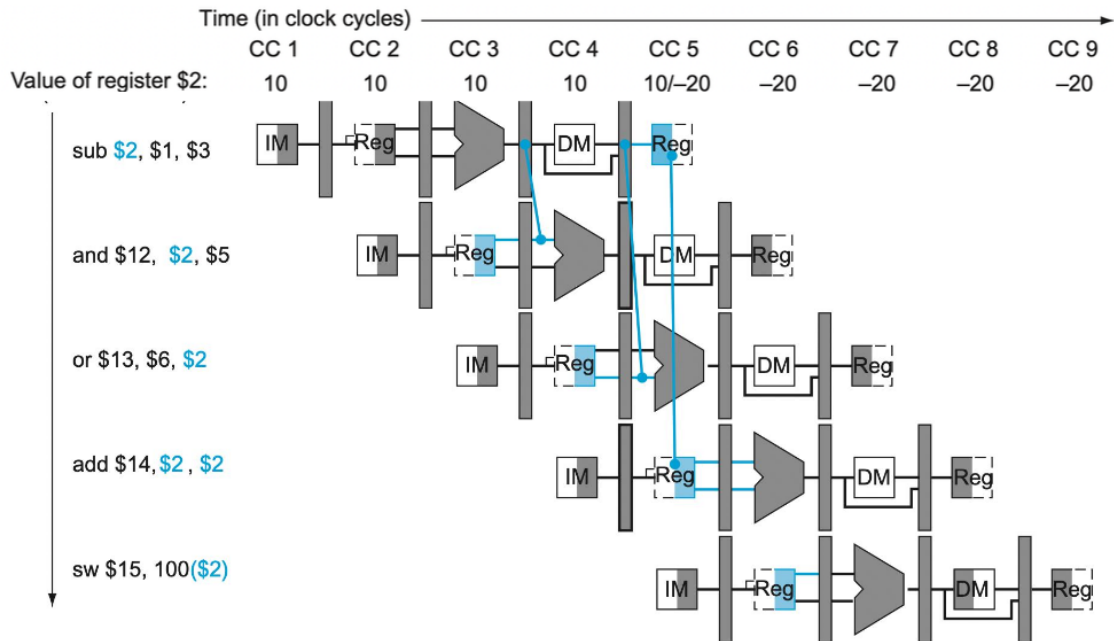 Time (in clock cycles)
CC 1 CC 2 CC 3 CC 4 CC 5 CC 6 CC 7 CC 8 CC 9
Value of register $2: 10 10 10 10 10/–20 –20 –20 –20 –20
sub $2, $1, $3 IM Reg DM Reg
and $12, $2, $5 IM Reg DM Reg
or $13, $6, $2 IM Reg DM Reg
add $14,$2 , $2 IM Reg DM Reg
sw $15, 100($2) IM Reg DM Reg